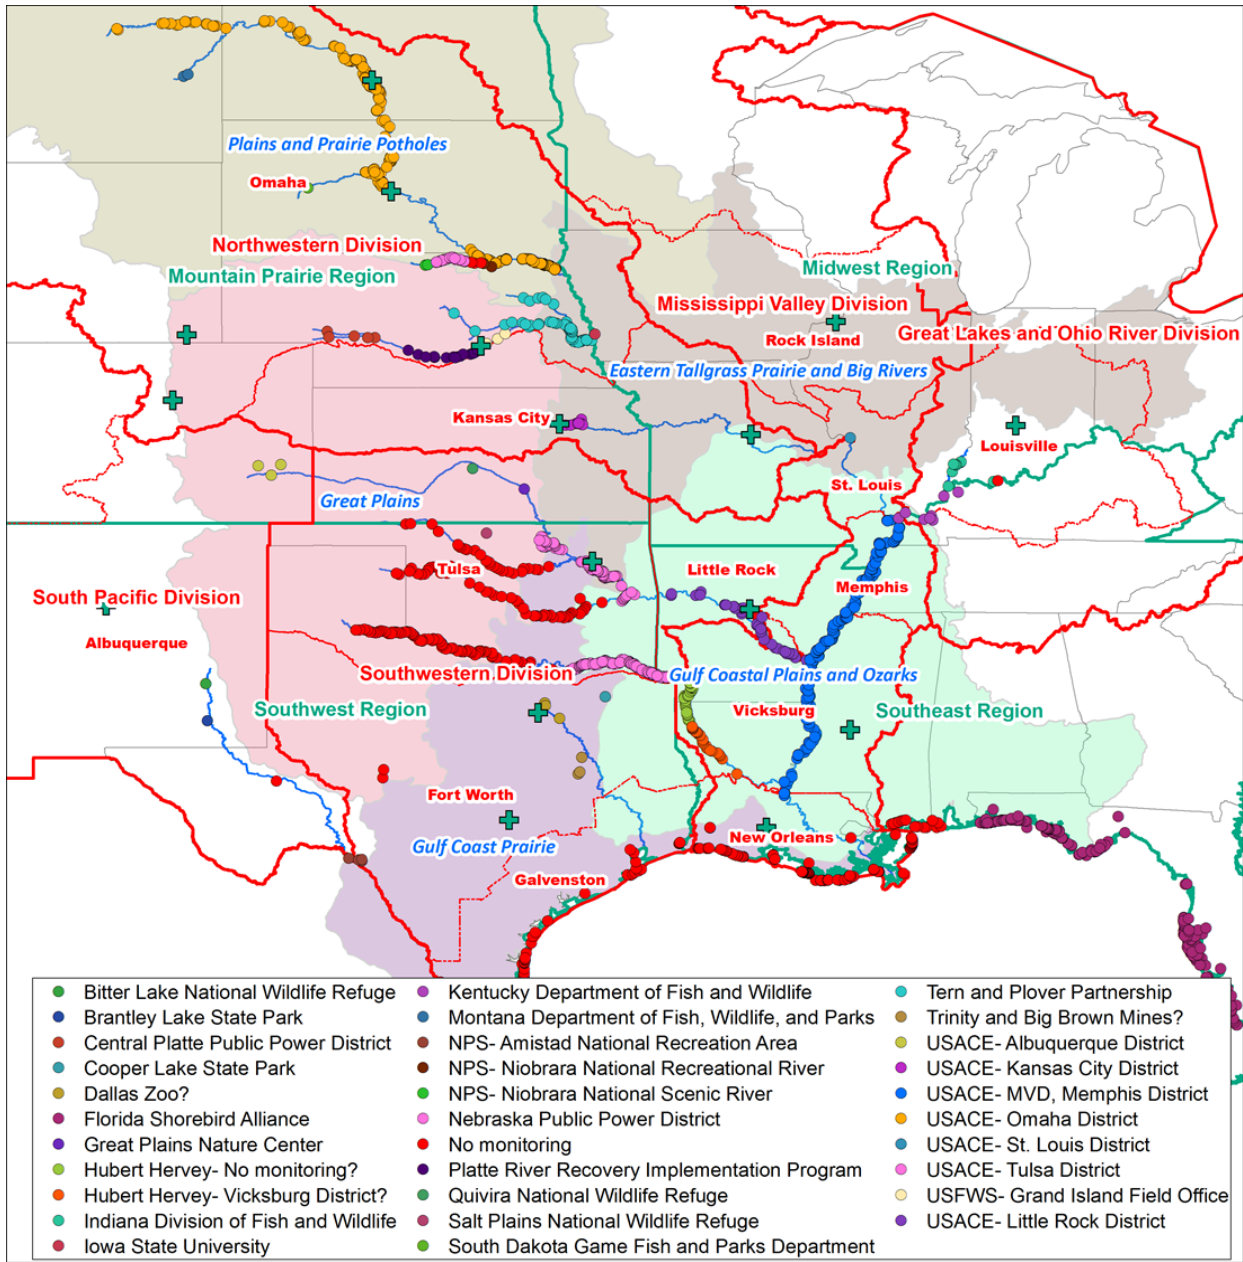 Plains and Prairie Potholes
Omaha
Northwestern Division
Mountain Prairie Region
Midwest Region
Mississippi Valley Division
Rock Island
Great Lakes and Ohio River Division
Eastern Tallgrass Prairie and Big Rivers
Kansas City
Louisville
St. Louis
Great Plains
Tulsa
Little Rock
Memphis
South Pacific Division
Albuquerque
Southwestern Division
Gulf Coastal Plains and Ozarks
Southwest Region
Vicksburg
Southeast Region
Fort Worth
New Orleans
Gulf Coast Prairie
Galvenston
Bitter Lake National Wildlife Refuge
Brantley Lake State Park
Central Platte Public Power District
Cooper Lake State Park
Dallas Zoo?
Florida Shorebird Alliance
Great Plains Nature Center
Hubert Hervey- No monitoring?
Hubert Hervey- Vicksburg District?
Indiana Division of Fish and Wildlife
Iowa State University
Kentucky Department of Fish and Wildlife
Montana Department of Fish, Wildlife, and Parks
NPS- Amistad National Recreation Area
NPS- Niobrara National Recreational River
NPS- Niobrara National Scenic River
Nebraska Public Power District
No monitoring
Platte River Recovery Implementation Program
Quivira National Wildlife Refuge
Salt Plains National Wildlife Refuge
South Dakota Game Fish and Parks Department
Tern and Plover Partnership
Trinity and Big Brown Mines?
USACE- Albuquerque District
USACE- Kansas City District
USACE- MVD, Memphis District
USACE- Omaha District
USACE- St. Louis District
USACE- Tulsa District
USFWS- Grand Island Field Office
USACE- Little Rock District